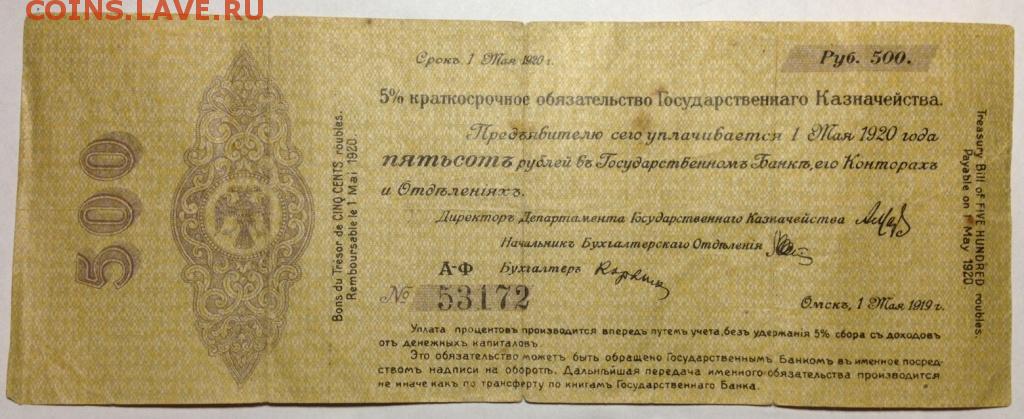 COINS.LAVE.RU
500
Срокъ 1 Мая 1920 г.
Руб. 500.
5% краткосрочное обязательство Государственнаго Казначейства.
Предъявителю сего уплачивается 1 Мая 1920 года
пятьсотъ рублей въ Государственномъ Банкѣ, его Конторахъ
и Отдѣленіяхъ.
Директоръ Департамента Государственнаго Казначейства
Начальникъ Бухгалтерскаго Отдѣленія
А-Ф Бухгалтеръ
№ 53172
Омскъ, 1 Мая 1919 г.
Уплата процентовъ производится впередъ путемъ учета, безъ удержанія 5% сбора съ доходовъ
отъ денежныхъ капиталовъ.
Это обязательство можетъ быть обращено Государственнымъ Банкомъ въ именное посред-
ствомъ надписи на оборотѣ. Дальнѣйшая передача именного обязательства производится
не иначе какъ по трансферту по книгамъ Государственнаго Банка.
Bons du Trésor de CINQ CENTS roubles.
Remboursable le 1 Mai 1920.
Treasury Bill of FIVE HUNDRED roubles.
Payable on 1 May 1920